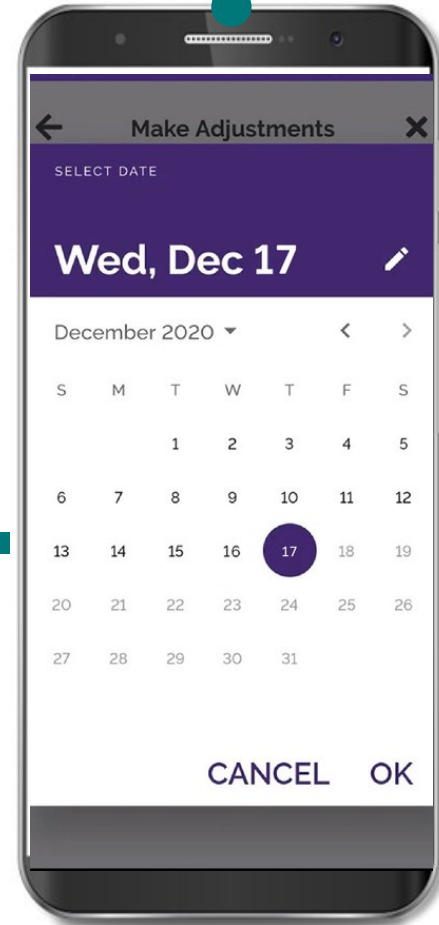 Make Adjustments
SELECT DATE
Wed, Dec 17
December 2020
S M T W T F S
1 2 3 4 5
6 7 8 9 10 11 12
13 14 15 16 17 18 19
20 21 22 23 24 25 26
27 28 29 30 31
CANCEL OK